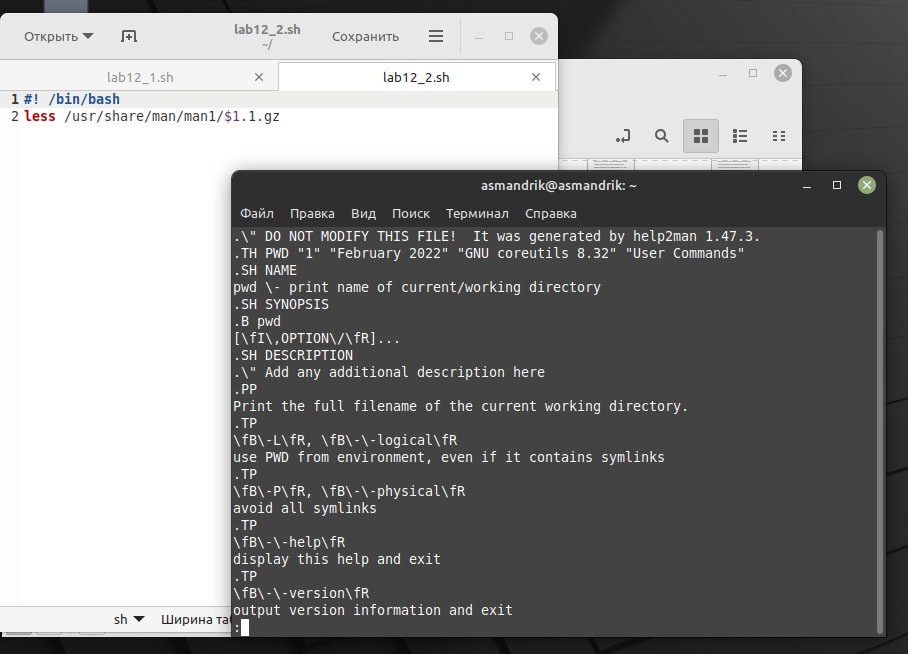 Открыть
lab12_2.sh
~/
Сохранить
lab12_1.sh
lab12_2.sh
1 #! /bin/bash
2 less /usr/share/man/man1/$1.1.gz
asmandrik@asmandrik: ~
Файл Правка Вид Поиск Терминал Справка
.\" DO NOT MODIFY THIS FILE!  It was generated by help2man 1.47.3.
.TH PWD "1" "February 2022" "GNU coreutils 8.32" "User Commands"
.SH NAME
pwd \- print name of current/working directory
.SH SYNOPSIS
.B pwd
[\fI\,OPTION\/\fR]...
.SH DESCRIPTION
.\" Add any additional description here
.PP
Print the full filename of the current working directory.
.TP
\fB\-L\fR, \fB\-\-logical\fR
use PWD from environment, even if it contains symlinks
.TP
\fB\-P\fR, \fB\-\-physical\fR
avoid all symlinks
.TP
\fB\-\-help\fR
display this help and exit
.TP
\fB\-\-version\fR
output version information and exit
:
sh
Ширина